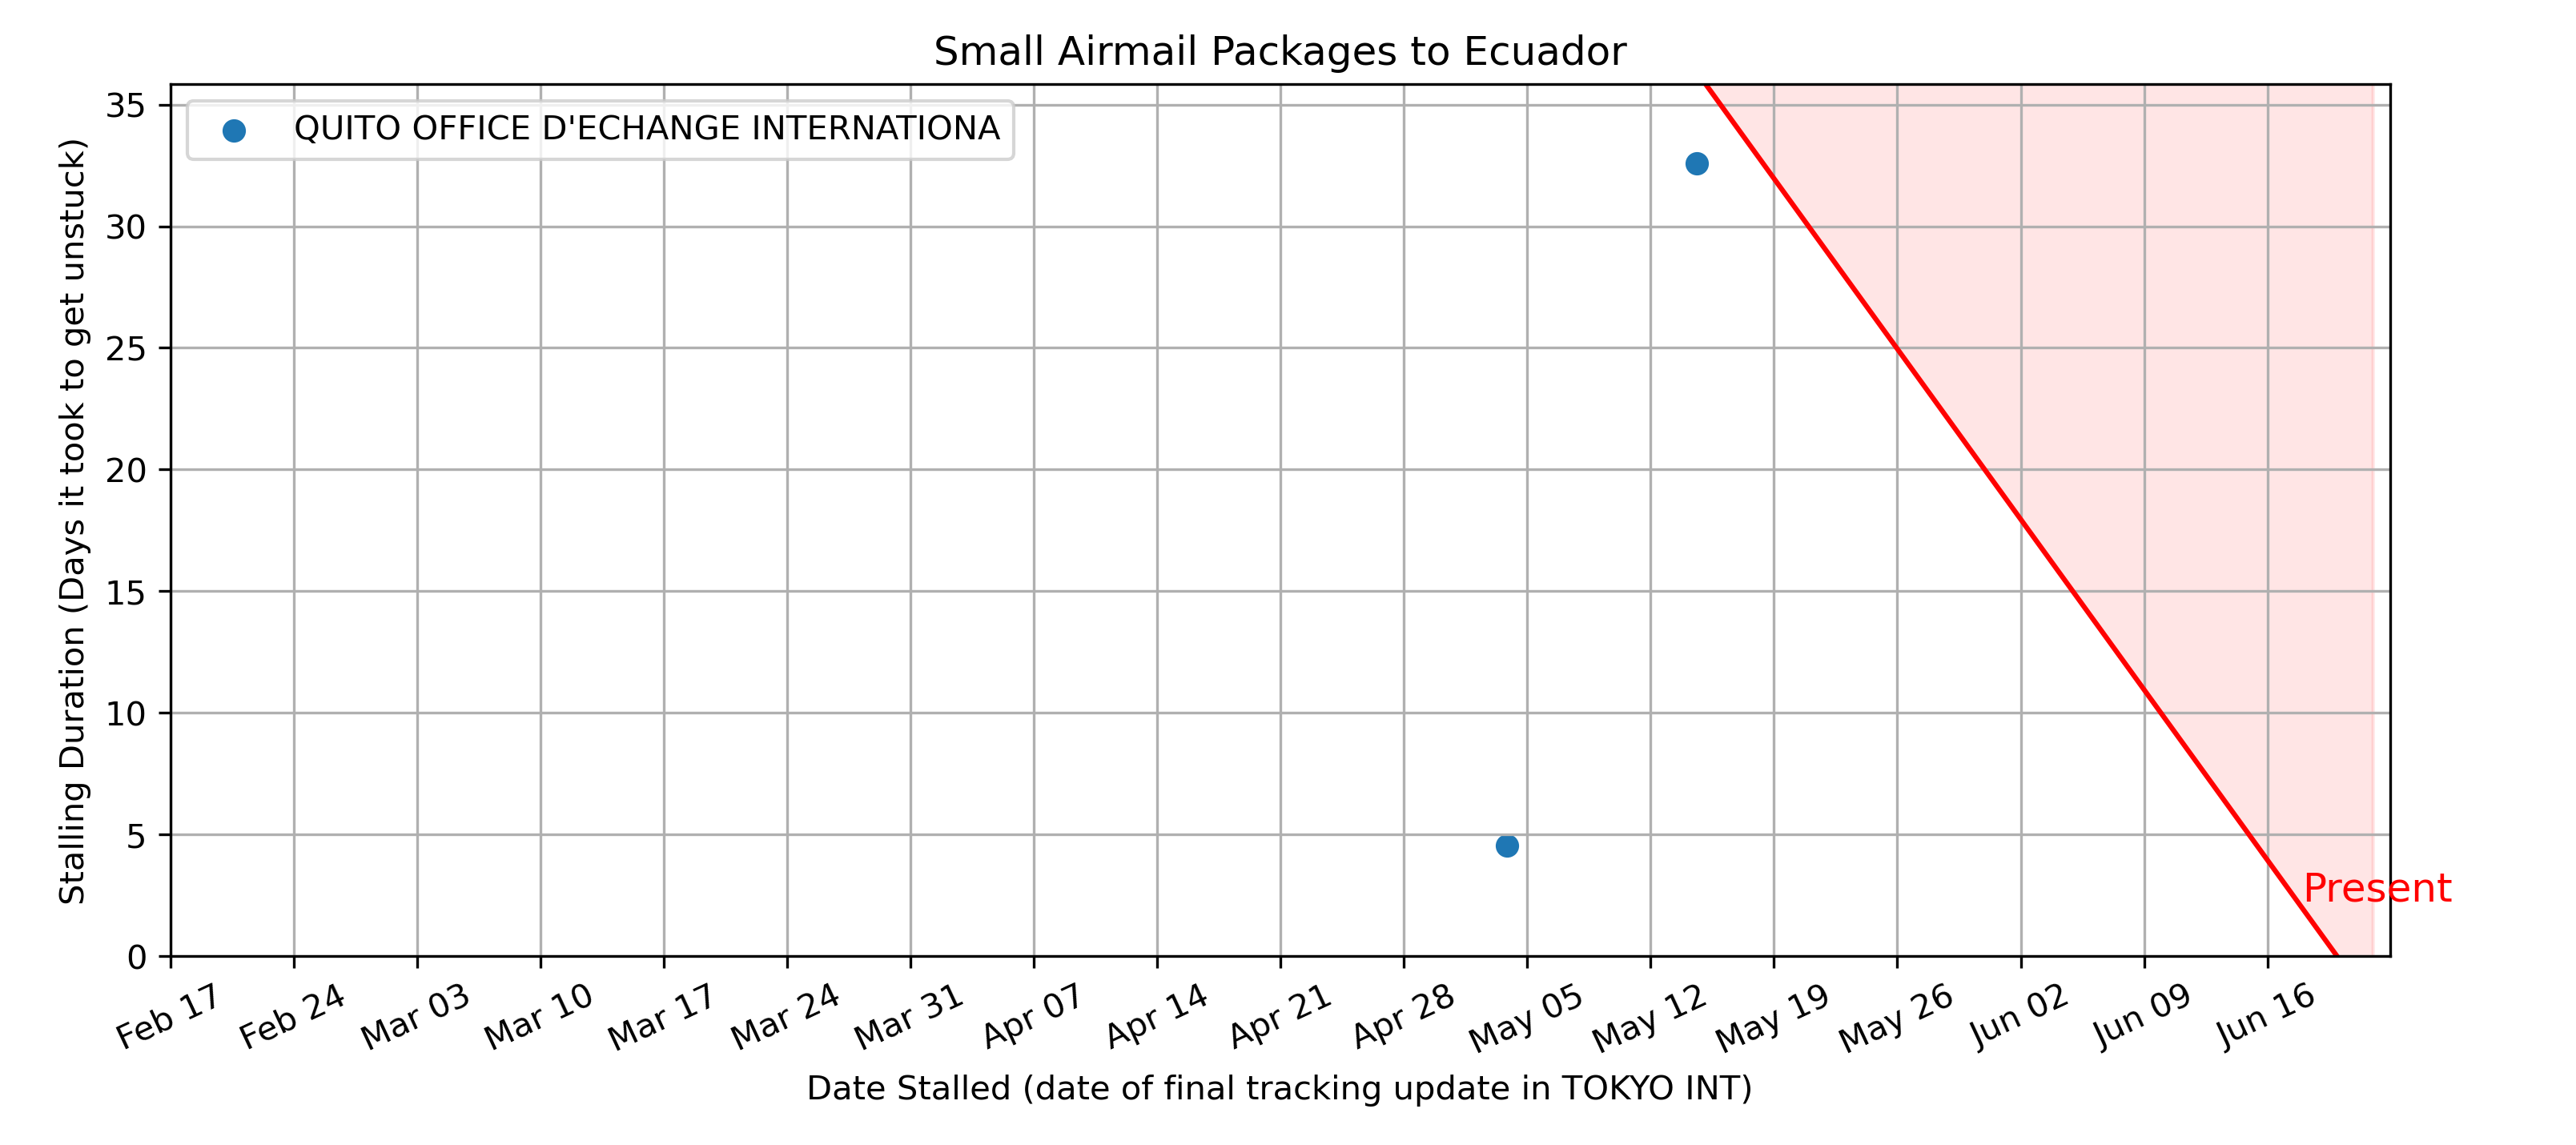 Small Airmail Packages to Ecuador
QUITO OFFICE D'ECHANGE INTERNATIONA
Stalling Duration (Days it took to get unstuck)
35
30
25
20
15
10
5
0
Present
Feb 17
Feb 24
Mar 03
Mar 10
Mar 17
Mar 24
Mar 31
Apr 07
Apr 14
Apr 21
Apr 28
May 05
May 12
May 19
May 26
Jun 02
Jun 09
Jun 16
Date Stalled (date of final tracking update in TOKYO INT)